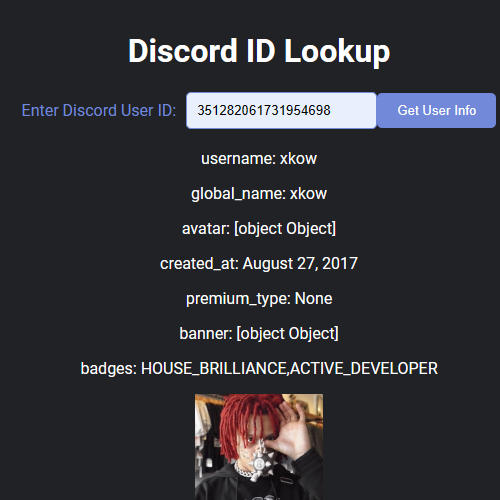 Discord ID Lookup
Enter Discord User ID: 351282061731954698 Get User Info
username: xkow
global_name: xkow
avatar: [object Object]
created_at: August 27, 2017
premium_type: None
banner: [object Object]
badges: HOUSE_BRILLIANCE,ACTIVE_DEVELOPER